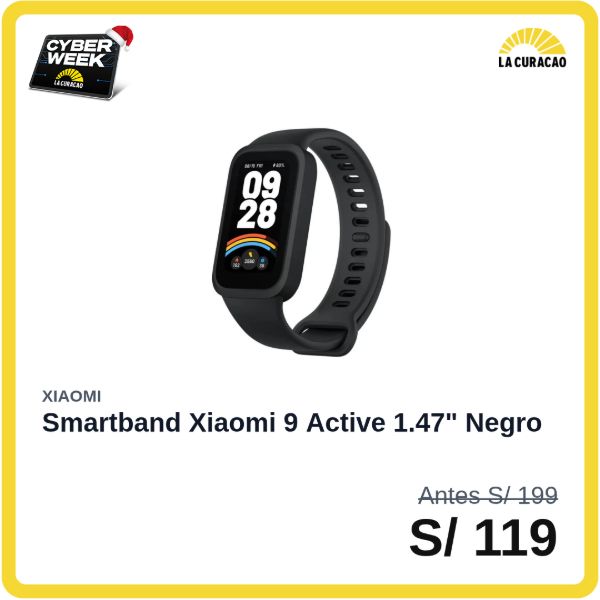 CYBER
WEEK
LA CURACAO
LA CURACAO
09
28
XIAOMI
Smartband Xiaomi 9 Active 1.47" Negro
Antes S/ 199
S/ 119